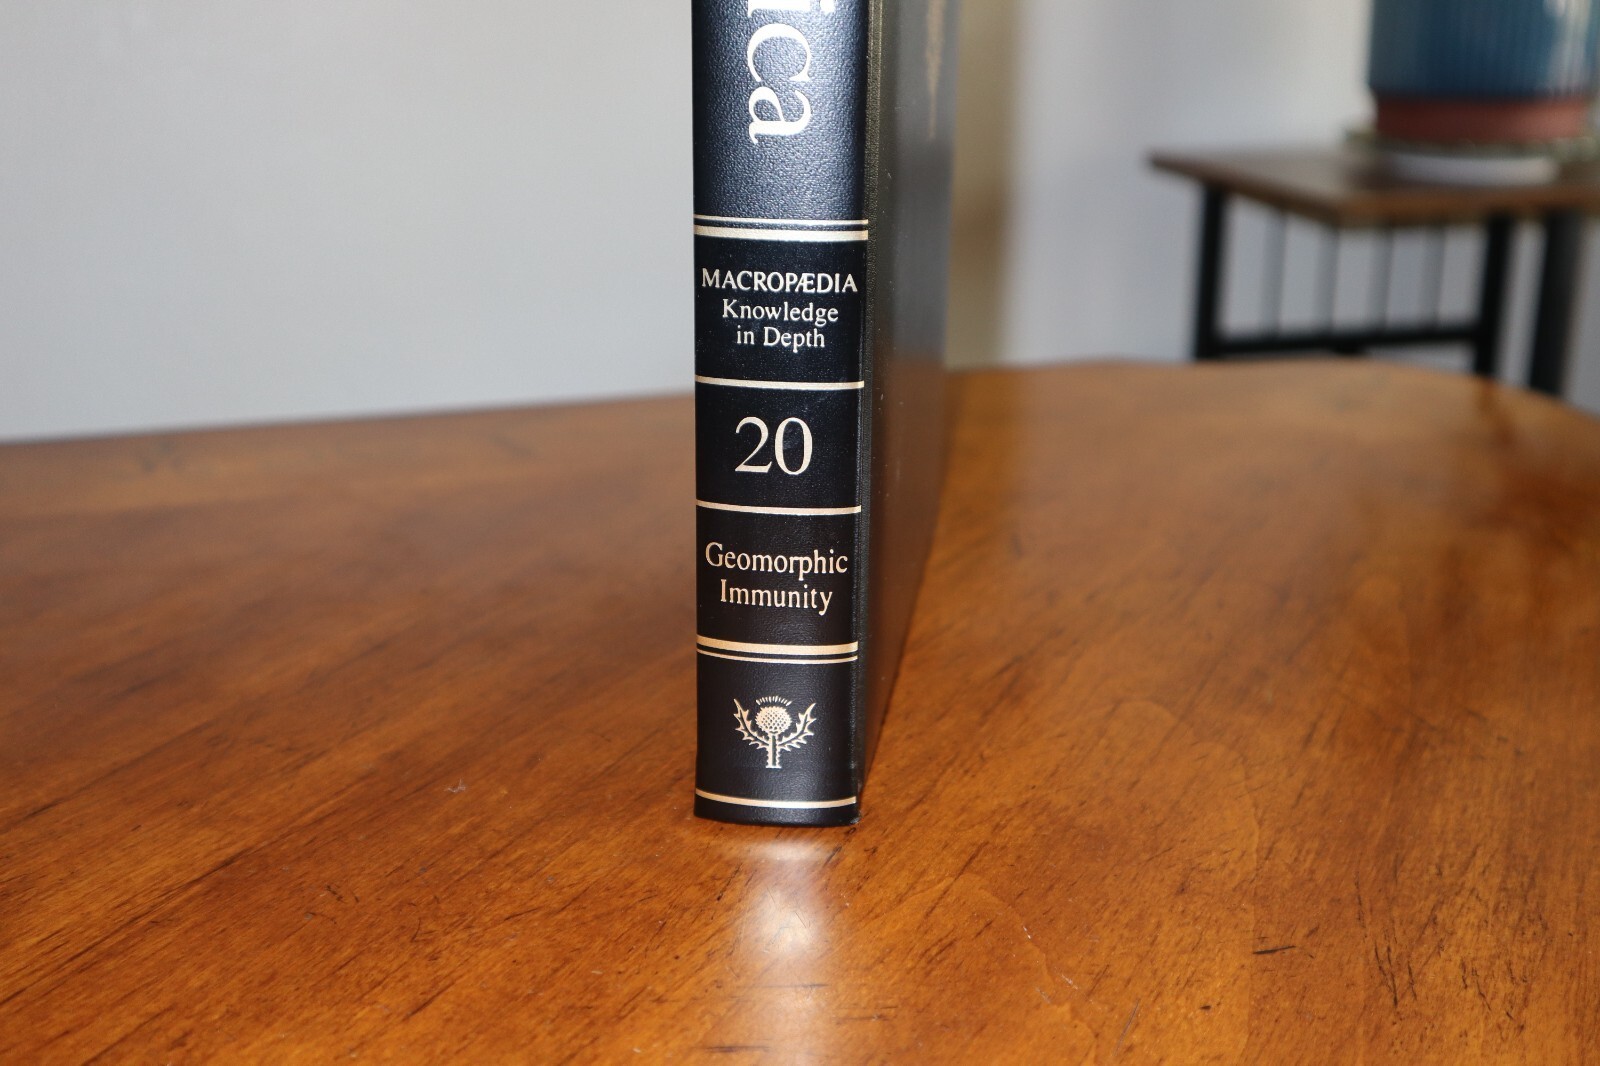 ica
MACROPÆDIA
Knowledge
in Depth
20
Geomorphic
Immunity